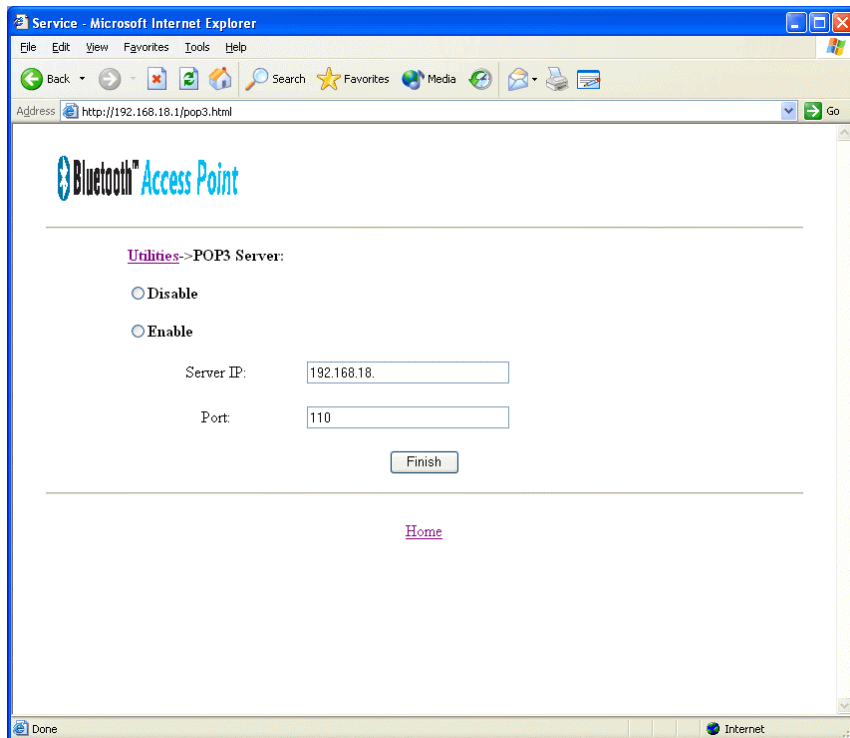 Service - Microsoft Internet Explorer
File Edit View Favorites Tools Help
Back Search Favorites Media
Address http://192.168.18.1/pop3.html Go
Bluetooth™ Access Point
Utilities->POP3 Server:
Disable
Enable
Server IP: 192.168.18.
Port: 110
Finish
Home
Done Internet